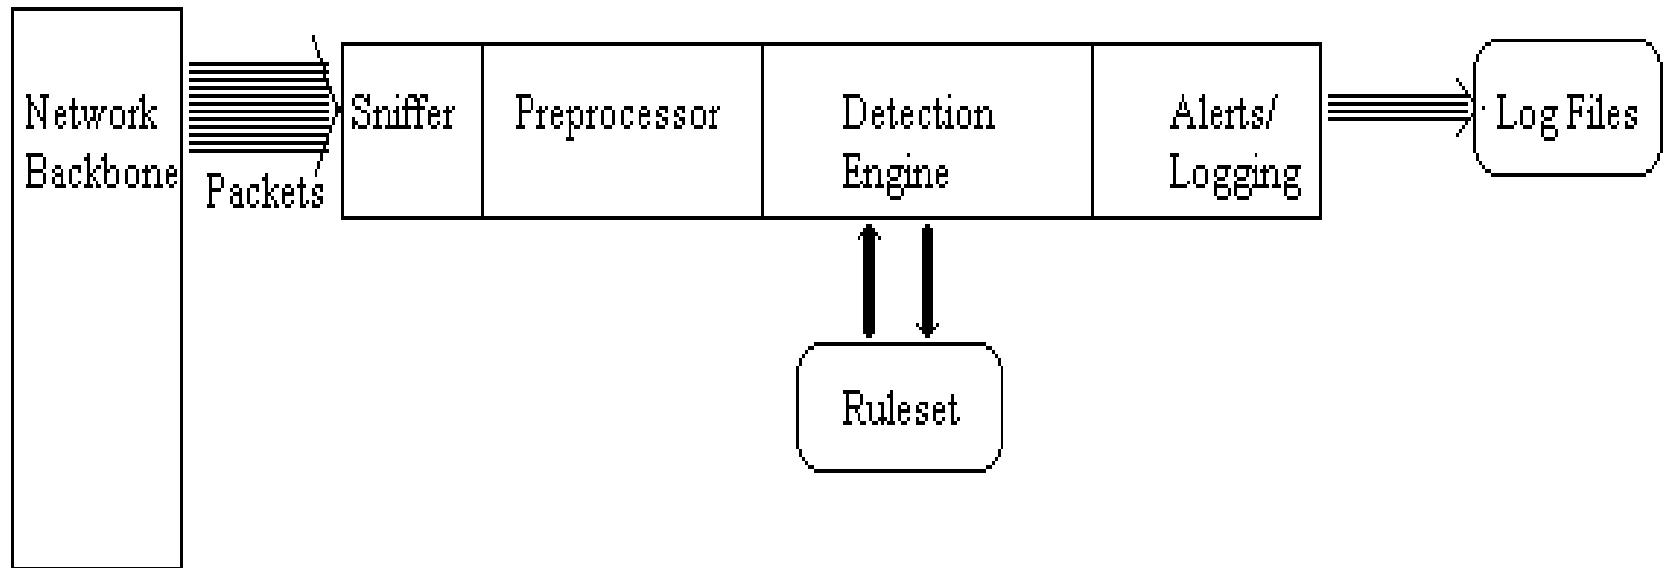 Network
Backbone
Packets
Sniffer
Preprocessor
Detection
Engine
Alerts/
Logging
Log Files
Ruleset